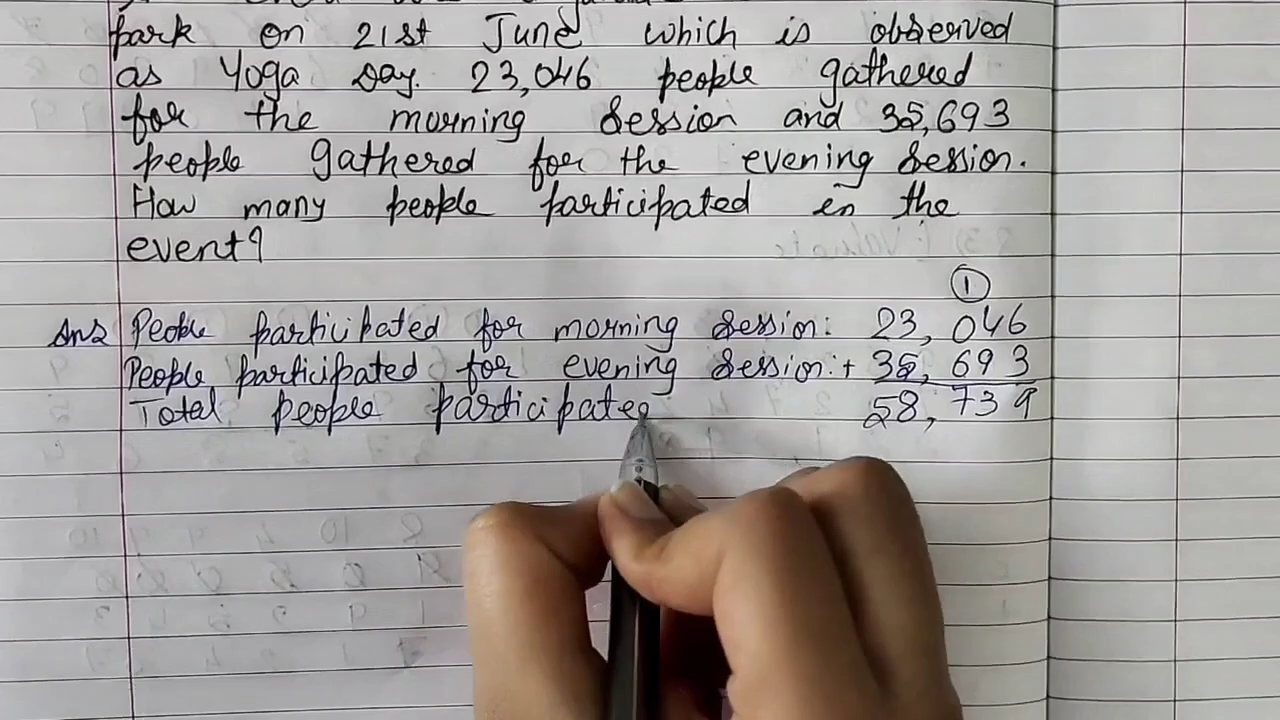 park on 21st June which is observed
as Yoga Day. 23,046 people gathered
for the morning session and 35,693
people gathered for the evening session.
How many people participated in the
event?
1
Ans People participated for morning session: 23,046
People participated for evening session: + 35,693
Total people participate 58,739